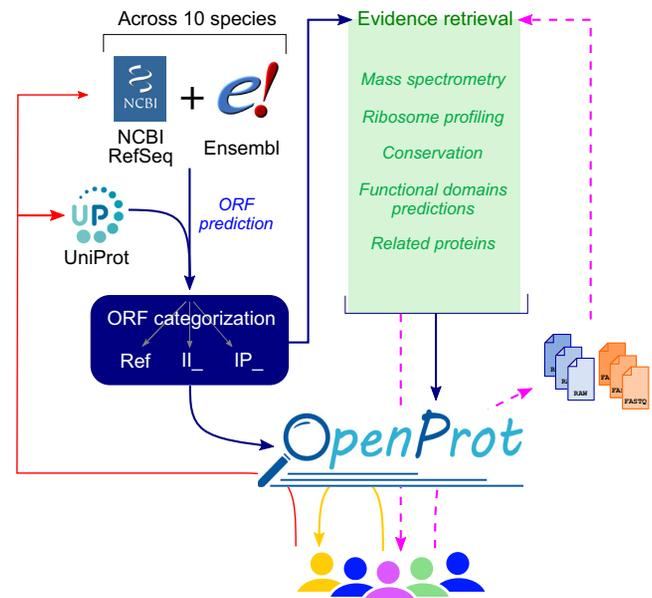 Across 10 species
Evidence retrieval
NCBI
+
e!
NCBI
RefSeq
Ensembl
Mass spectrometry
Ribosome profiling
Conservation
Functional domains
predictions
Related proteins
ORF
prediction
UP
UniProt
ORF categorization
Ref II_ IP_
RAW
FASTQ
OpenProt